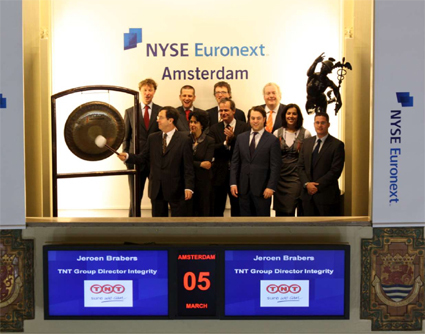 NYSE Euronext.
Amsterdam
NYSE Euronext
Jeroen Brabers
TNT Group Director Integrity
TNT
AMSTERDAM
05
MARCH
Jeroen Brabers
TNT Group Director Integrity
TNT